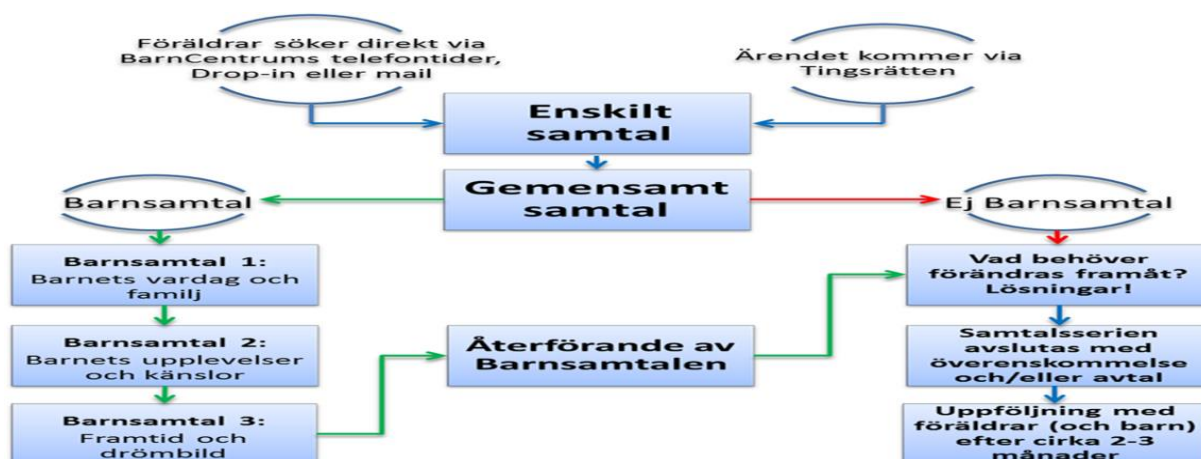 Föräldrar söker direkt via
BarnCentrums telefontider,
Drop-in eller mail
Ärendet kommer via
Tingsrätten
Enskilt
samtal
Gemensamt
samtal
Barnsamtal
Ej Barnsamtal
Barnsamtal 1:
Barnets vardag och
familj
Barnsamtal 2:
Barnets upplevelser
och känslor
Barnsamtal 3:
Framtid och
drömbild
Återförande av
Barnsamtalen
Vad behöver
förändras framåt?
Lösningar!
Samtalsserien
avslutas med
överenskommelse
och/eller avtal
Uppföljning med
föräldrar (och barn)
efter cirka 2-3
månader